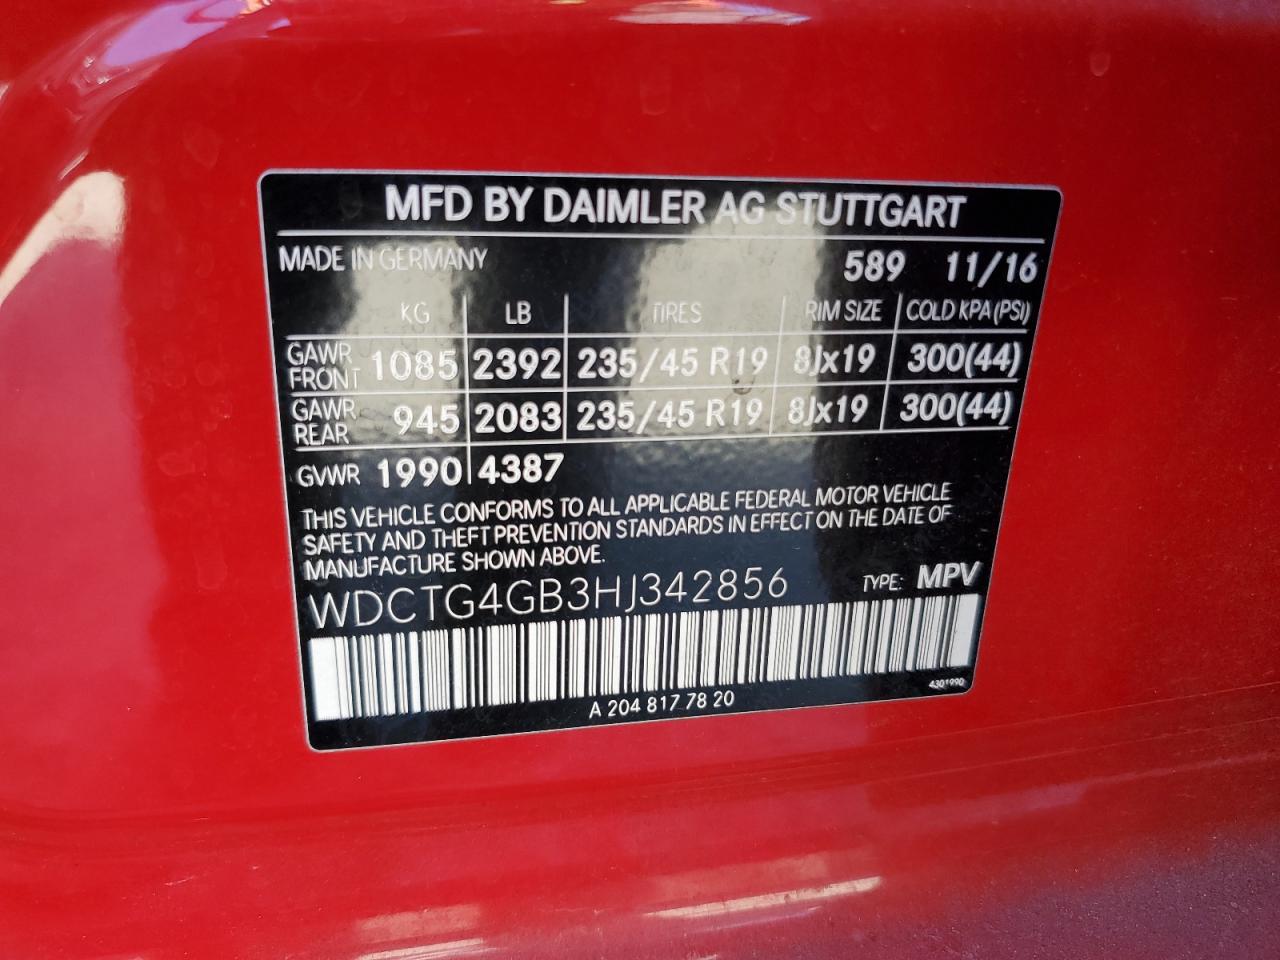 MFD BY DAIMLER AG STUTTGART
MADE IN GERMANY 589 11/16
KG LB TIRES RIM SIZE COLD KPA (PSI)
GAWR FRONT 1085 2392 235/45 R19 8Jx19 300(44)
GAWR REAR 945 2083 235/45 R19 8Jx19 300(44)
GVWR 1990 4387
THIS VEHICLE CONFORMS TO ALL APPLICABLE FEDERAL MOTOR VEHICLE
SAFETY AND THEFT PREVENTION STANDARDS IN EFFECT ON THE DATE OF
MANUFACTURE SHOWN ABOVE.
WDCTG4GB3HJ342856 TYPE: MPV
A 204 817 78 20 4301990